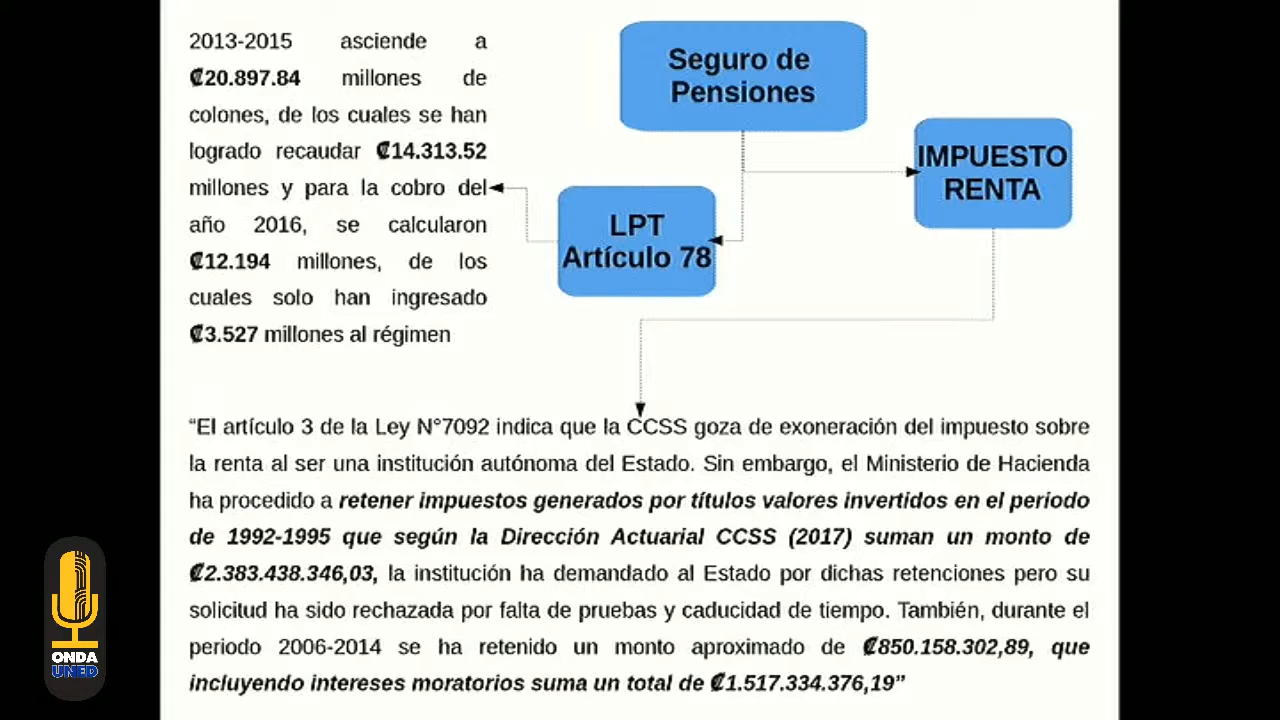 2013-2015 asciende a
₡20.897.84 millones de
colones, de los cuales se han
logrado recaudar ₡14.313.52
millones y para la cobro del
año 2016, se calcularon
₡12.194 millones, de los
cuales solo han ingresado
₡3.527 millones al régimen
Seguro de
Pensiones
IMPUESTO
RENTA
LPT
Artículo 78
“El artículo 3 de la Ley N°7092 indica que la CCSS goza de exoneración del impuesto sobre
la renta al ser una institución autónoma del Estado. Sin embargo, el Ministerio de Hacienda
ha procedido a retener impuestos generados por títulos valores invertidos en el periodo
de 1992-1995 que según la Dirección Actuarial CCSS (2017) suman un monto de
₡2.383.438.346,03, la institución ha demandado al Estado por dichas retenciones pero su
solicitud ha sido rechazada por falta de pruebas y caducidad de tiempo. También, durante el
periodo 2006-2014 se ha retenido un monto aproximado de ₡850.158.302,89, que
incluyendo intereses moratorios suma un total de ₡1.517.334.376,19”
ONDA
UNED